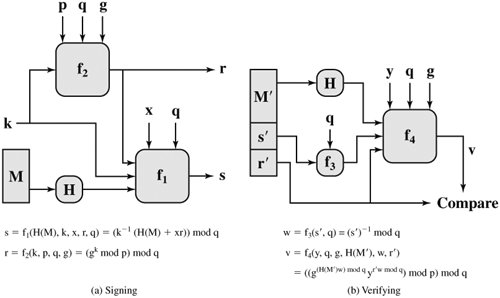 p q g
f₂
r
k
x q
M
H
f₁
s
s = f₁(H(M), k, x, r, q) = (k⁻¹ (H(M) + xr)) mod q
r = f₂(k, p, q, g) = (gᵏ mod p) mod q
(a) Signing
y q g
M′
H
q
s′
f₃
f₄
r′
v
Compare
w = f₃(s′, q) = (s′)⁻¹ mod q
v = f₄(y, q, g, H(M′), w, r′)
= ((g^(H(M′)w) mod q y^r′w mod q) mod p) mod q
(b) Verifying